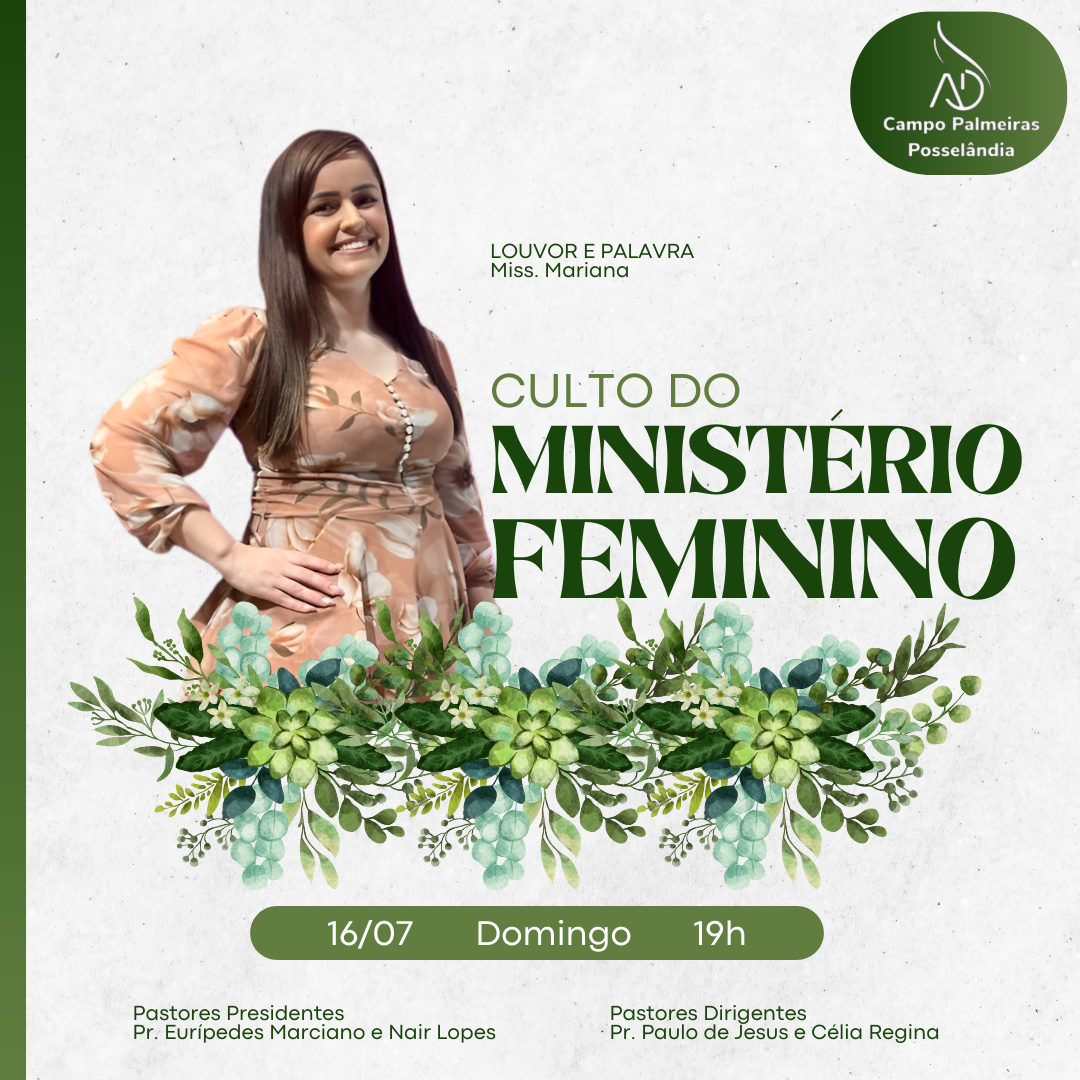 AD
Campo Palmeiras
Posselândia
LOUVOR E PALAVRA
Miss. Mariana
CULTO DO
MINISTÉRIO
FEMININO
16/07 Domingo 19h
Pastores Presidentes
Pr. Eurípedes Marciano e Nair Lopes
Pastores Dirigentes
Pr. Paulo de Jesus e Célia Regina